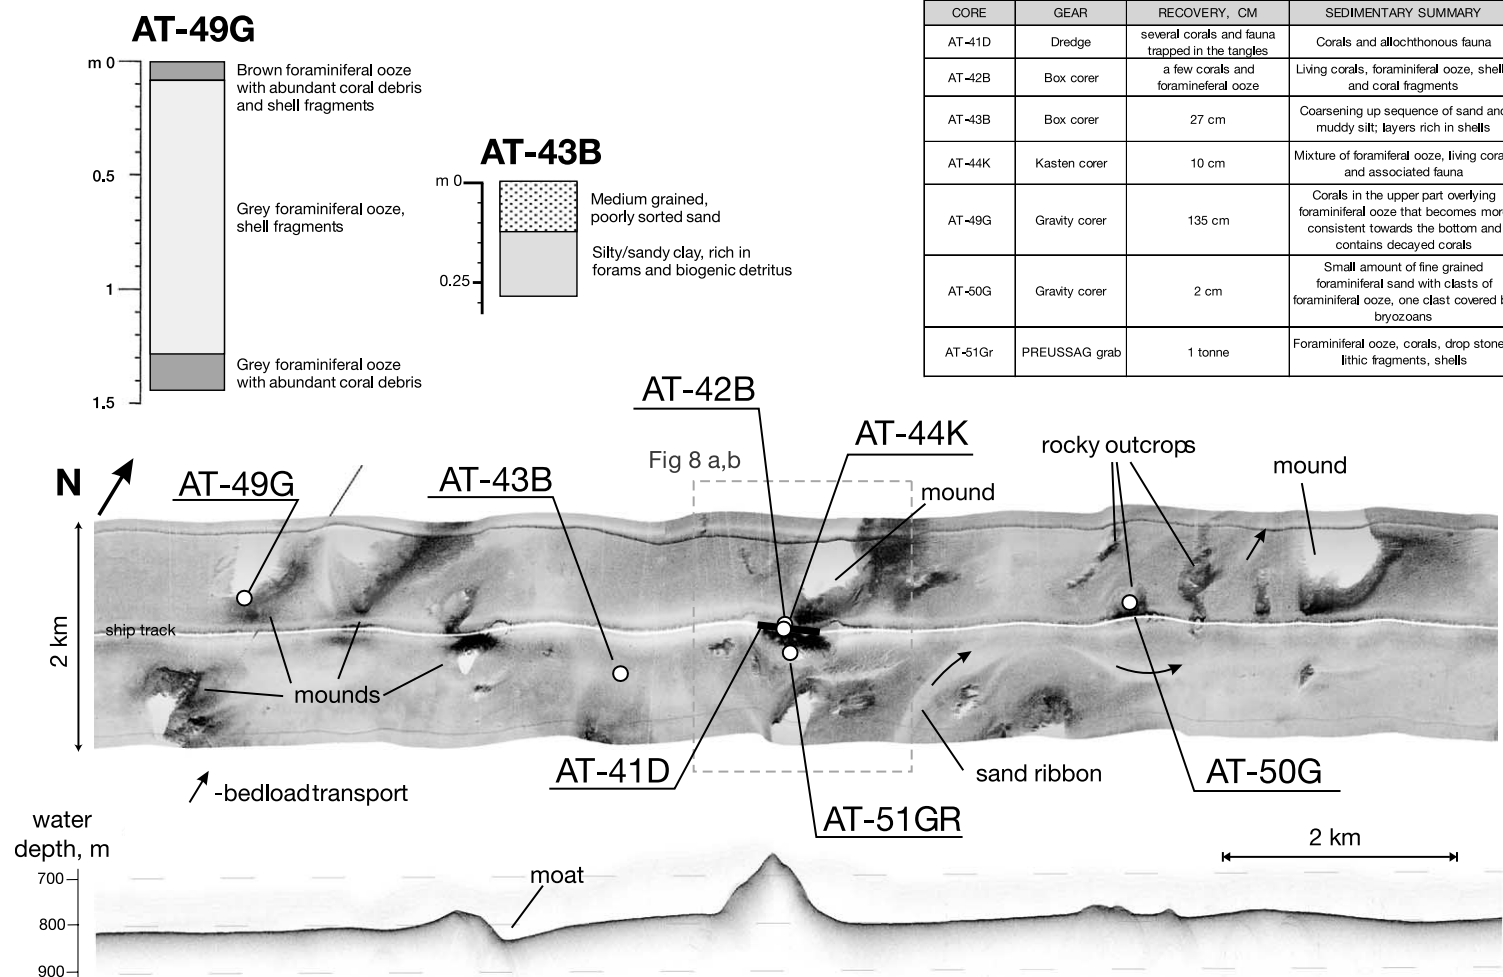 AT-49G
m 0
0.5
1
1.5
Brown foraminiferal ooze
with abundant coral debris
and shell fragments
Grey foraminiferal ooze,
shell fragments
Grey foraminiferal ooze
with abundant coral debris
AT-43B
m 0
0.25
Medium grained,
poorly sorted sand
Silty/sandy clay, rich in
forams and biogenic detritus
CORE GEAR RECOVERY, CM SEDIMENTARY SUMMARY
AT-41D Dredge several corals and fauna
trapped in the tangles Corals and allochthonous fauna
AT-42B Box corer a few corals and
foramineferal ooze Living corals, foraminiferal ooze, shell
and coral fragments
AT-43B Box corer 27 cm Coarsening up sequence of sand and
muddy silt; layers rich in shells
AT-44K Kasten corer 10 cm Mixture of foramiferal ooze, living cora
and associated fauna
AT-49G Gravity corer 135 cm Corals in the upper part overlying
foraminiferal ooze that becomes mor
consistent towards the bottom and
contains decayed corals
AT-50G Gravity corer 2 cm Small amount of fine grained
foraminiferal sand with clasts of
foraminiferal ooze, one clast covered b
bryozoans
AT-51Gr PREUSSAG grab 1 tonne Foraminiferal ooze, corals, drop stone
lithic fragments, shells
AT-42B
AT-44K
Fig 8 a,b
rocky outcrops
mound
mound
N
AT-49G
AT-43B
2 km
ship track
mounds
AT-41D
sand ribbon
AT-50G
-bedload transport
AT-51GR
water
depth, m
2 km
700
800
900
moat